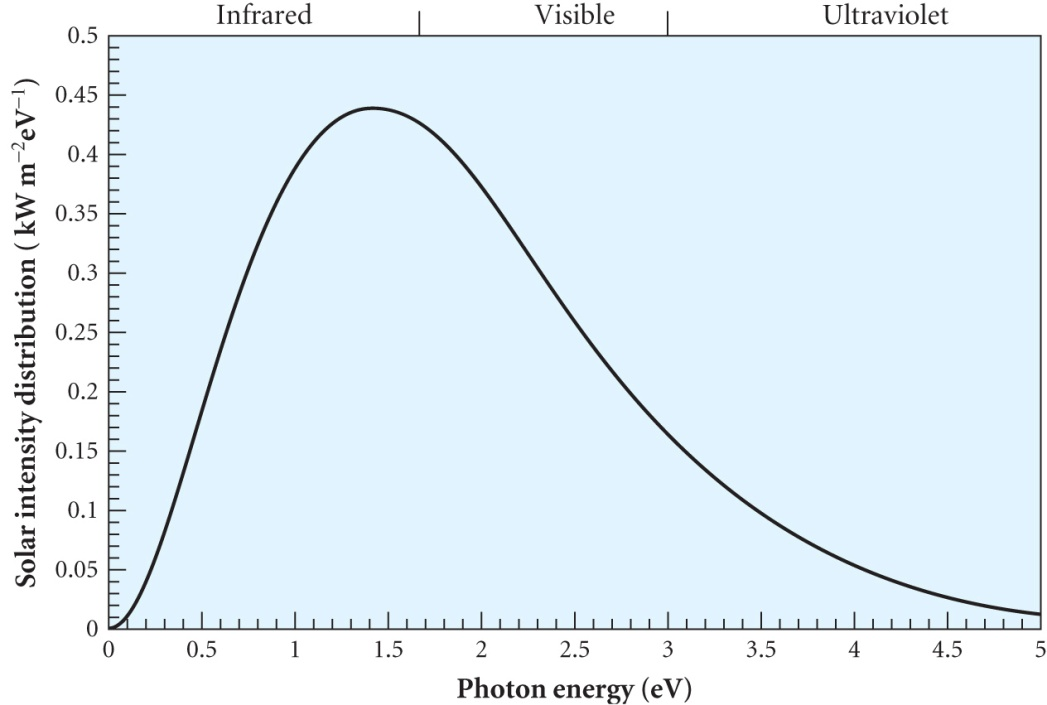 Infrared Visible Ultraviolet
0.5
0.45
0.4
0.35
0.3
0.25
0.2
0.15
0.1
0.05
0
Solar intensity distribution ( kW m⁻²eV⁻¹)
0 0.5 1 1.5 2 2.5 3 3.5 4 4.5 5
Photon energy (eV)